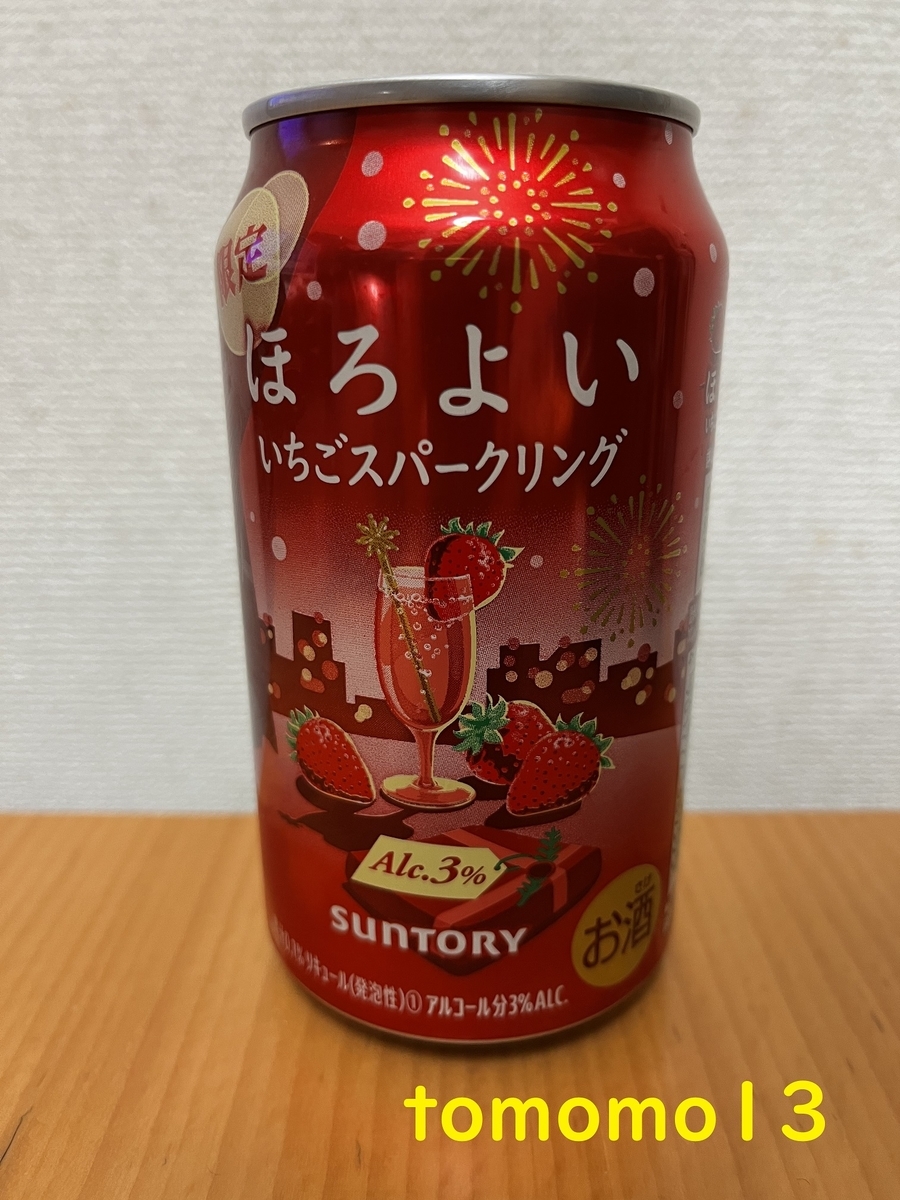 限定
ほろよい
いちごスパークリング
Alc.3%
SUNTORY
お酒
リキュール(発泡性)① アルコール分3%ALC.
tomomo13